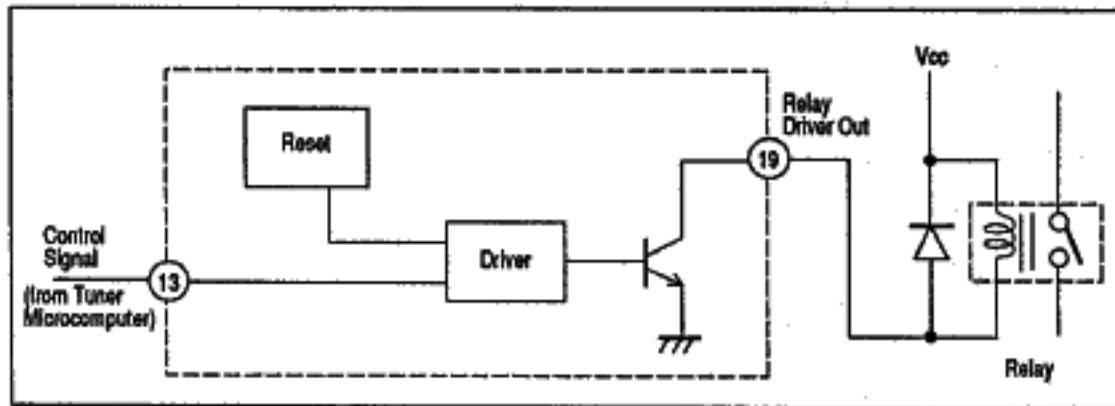 Vcc
Relay
Driver Out
19
Reset
Control
Signal
13
Driver
(from Tuner
Microcomputer)
Relay